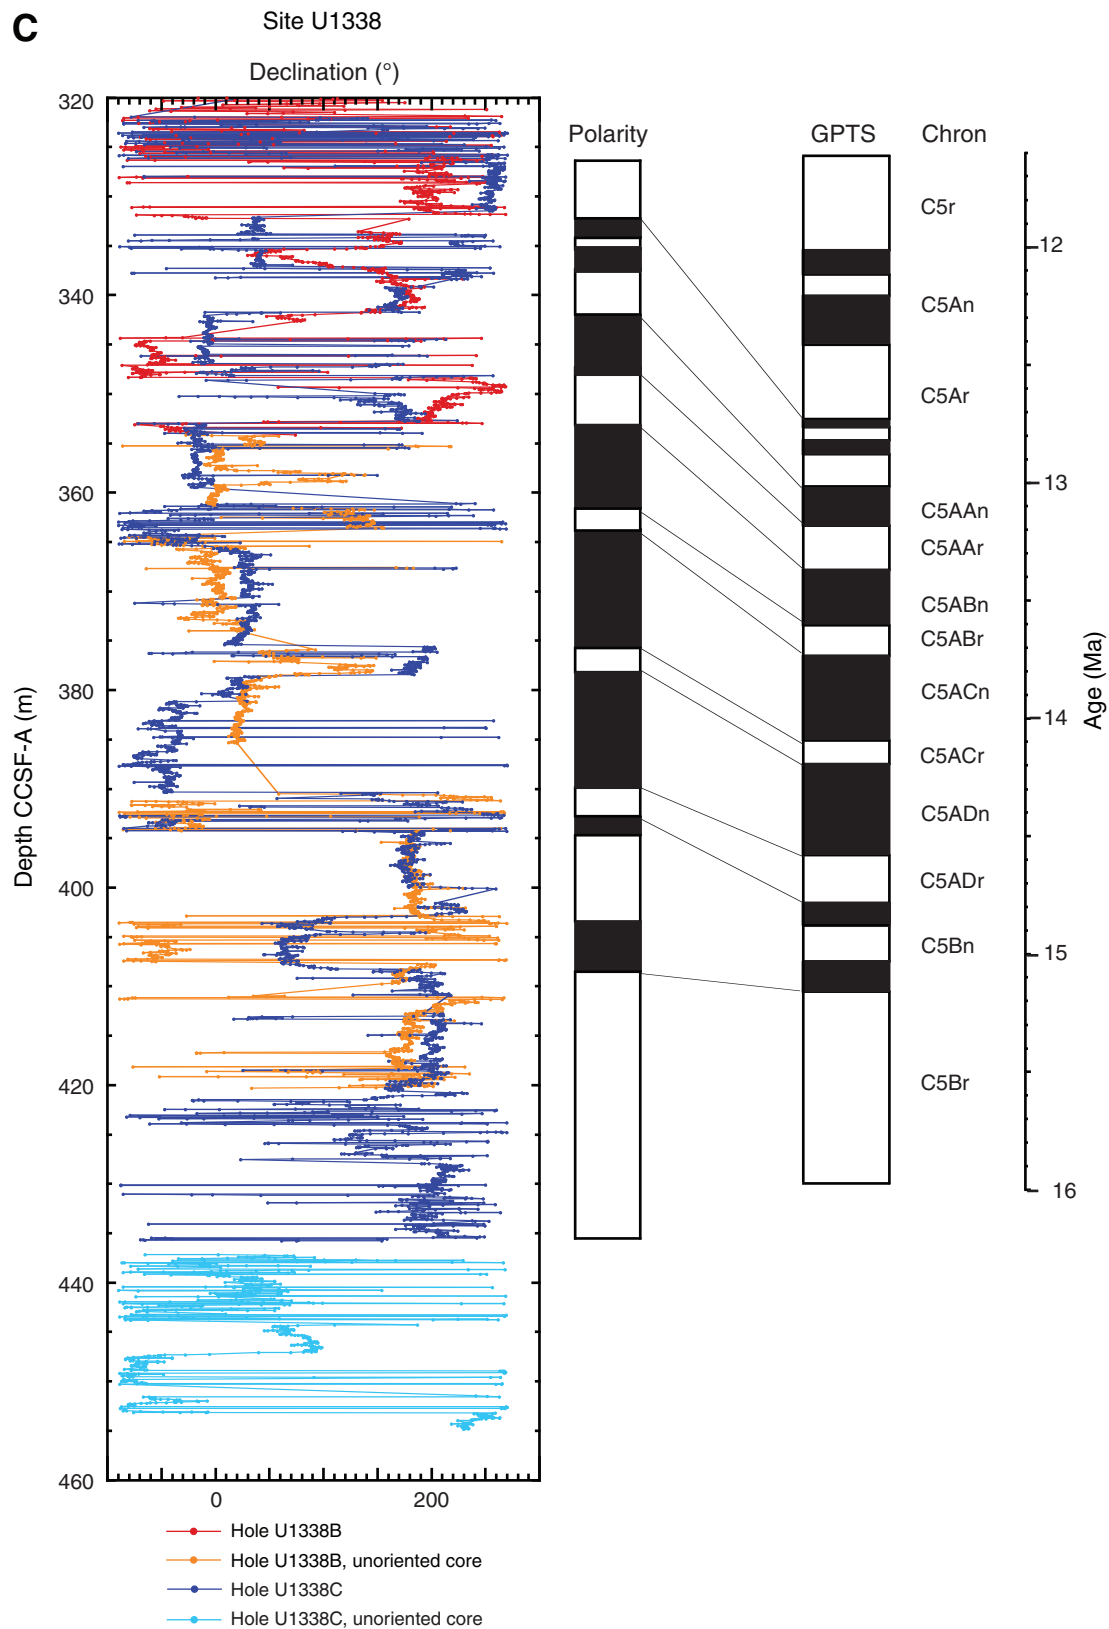 C
Site U1338
Declination (°)
Polarity
GPTS
Chron
320
340
360
380
400
420
440
460
Depth CCSF-A (m)
0
200
C5r
C5An
C5Ar
C5AAn
C5AAr
C5ABn
C5ABr
C5ACn
C5ACr
C5ADn
C5ADr
C5Bn
C5Br
12
13
14
15
16
Age (Ma)
Hole U1338B
Hole U1338B, unoriented core
Hole U1338C
Hole U1338C, unoriented core